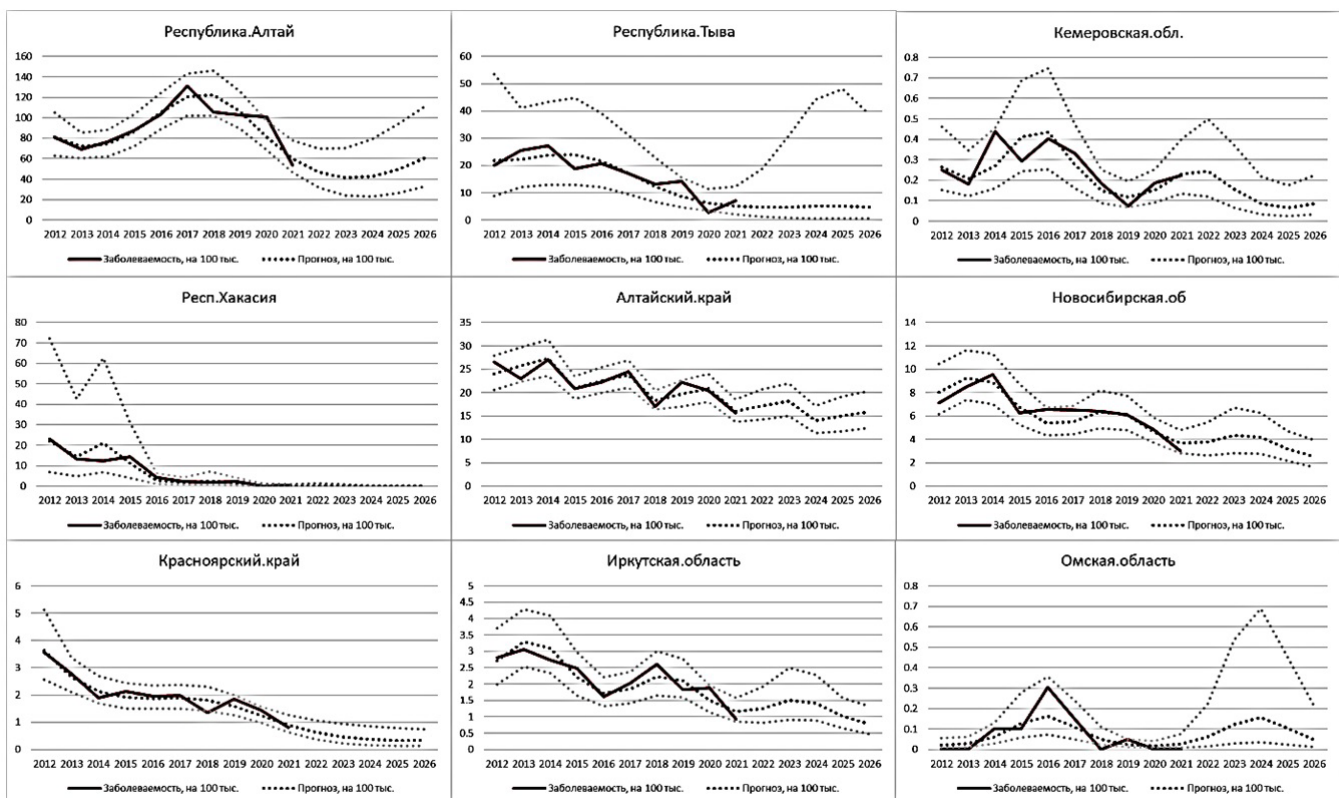 Республика.Алтай
160
140
120
100
80
60
40
20
0
2012 2013 2014 2015 2016 2017 2018 2019 2020 2021 2022 2023 2024 2025 2026
Заболеваемость, на 100 тыс. Прогноз, на 100 тыс.
Республика.Тыва
60
50
40
30
20
10
0
2012 2013 2014 2015 2016 2017 2018 2019 2020 2021 2022 2023 2024 2025 2026
Заболеваемость, на 100 тыс. Прогноз, на 100 тыс.
Кемеровская.обл.
0.8
0.7
0.6
0.5
0.4
0.3
0.2
0.1
0
2012 2013 2014 2015 2016 2017 2018 2019 2020 2021 2022 2023 2024 2025 2026
Заболеваемость, на 100 тыс. Прогноз, на 100 тыс.
Респ.Хакасия
80
70
60
50
40
30
20
10
0
2012 2013 2014 2015 2016 2017 2018 2019 2020 2021 2022 2023 2024 2025 2026
Заболеваемость, на 100 тыс. Прогноз, на 100 тыс.
Алтайский.край
35
30
25
20
15
10
5
0
2012 2013 2014 2015 2016 2017 2018 2019 2020 2021 2022 2023 2024 2025 2026
Заболеваемость, на 100 тыс. Прогноз, на 100 тыс.
Новосибирская.об
14
12
10
8
6
4
2
0
2012 2013 2014 2015 2016 2017 2018 2019 2020 2021 2022 2023 2024 2025 2026
Заболеваемость, на 100 тыс. Прогноз, на 100 тыс.
Красноярский.край
6
5
4
3
2
1
0
2012 2013 2014 2015 2016 2017 2018 2019 2020 2021 2022 2023 2024 2025 2026
Заболеваемость, на 100 тыс. Прогноз, на 100 тыс.
Иркутская.область
5
4.5
4
3.5
3
2.5
2
1.5
1
0.5
0
2012 2013 2014 2015 2016 2017 2018 2019 2020 2021 2022 2023 2024 2025 2026
Заболеваемость, на 100 тыс. Прогноз, на 100 тыс.
Омская.область
0.8
0.7
0.6
0.5
0.4
0.3
0.2
0.1
0
2012 2013 2014 2015 2016 2017 2018 2019 2020 2021 2022 2023 2024 2025 2026
Заболеваемость, на 100 тыс. Прогноз, на 100 тыс.